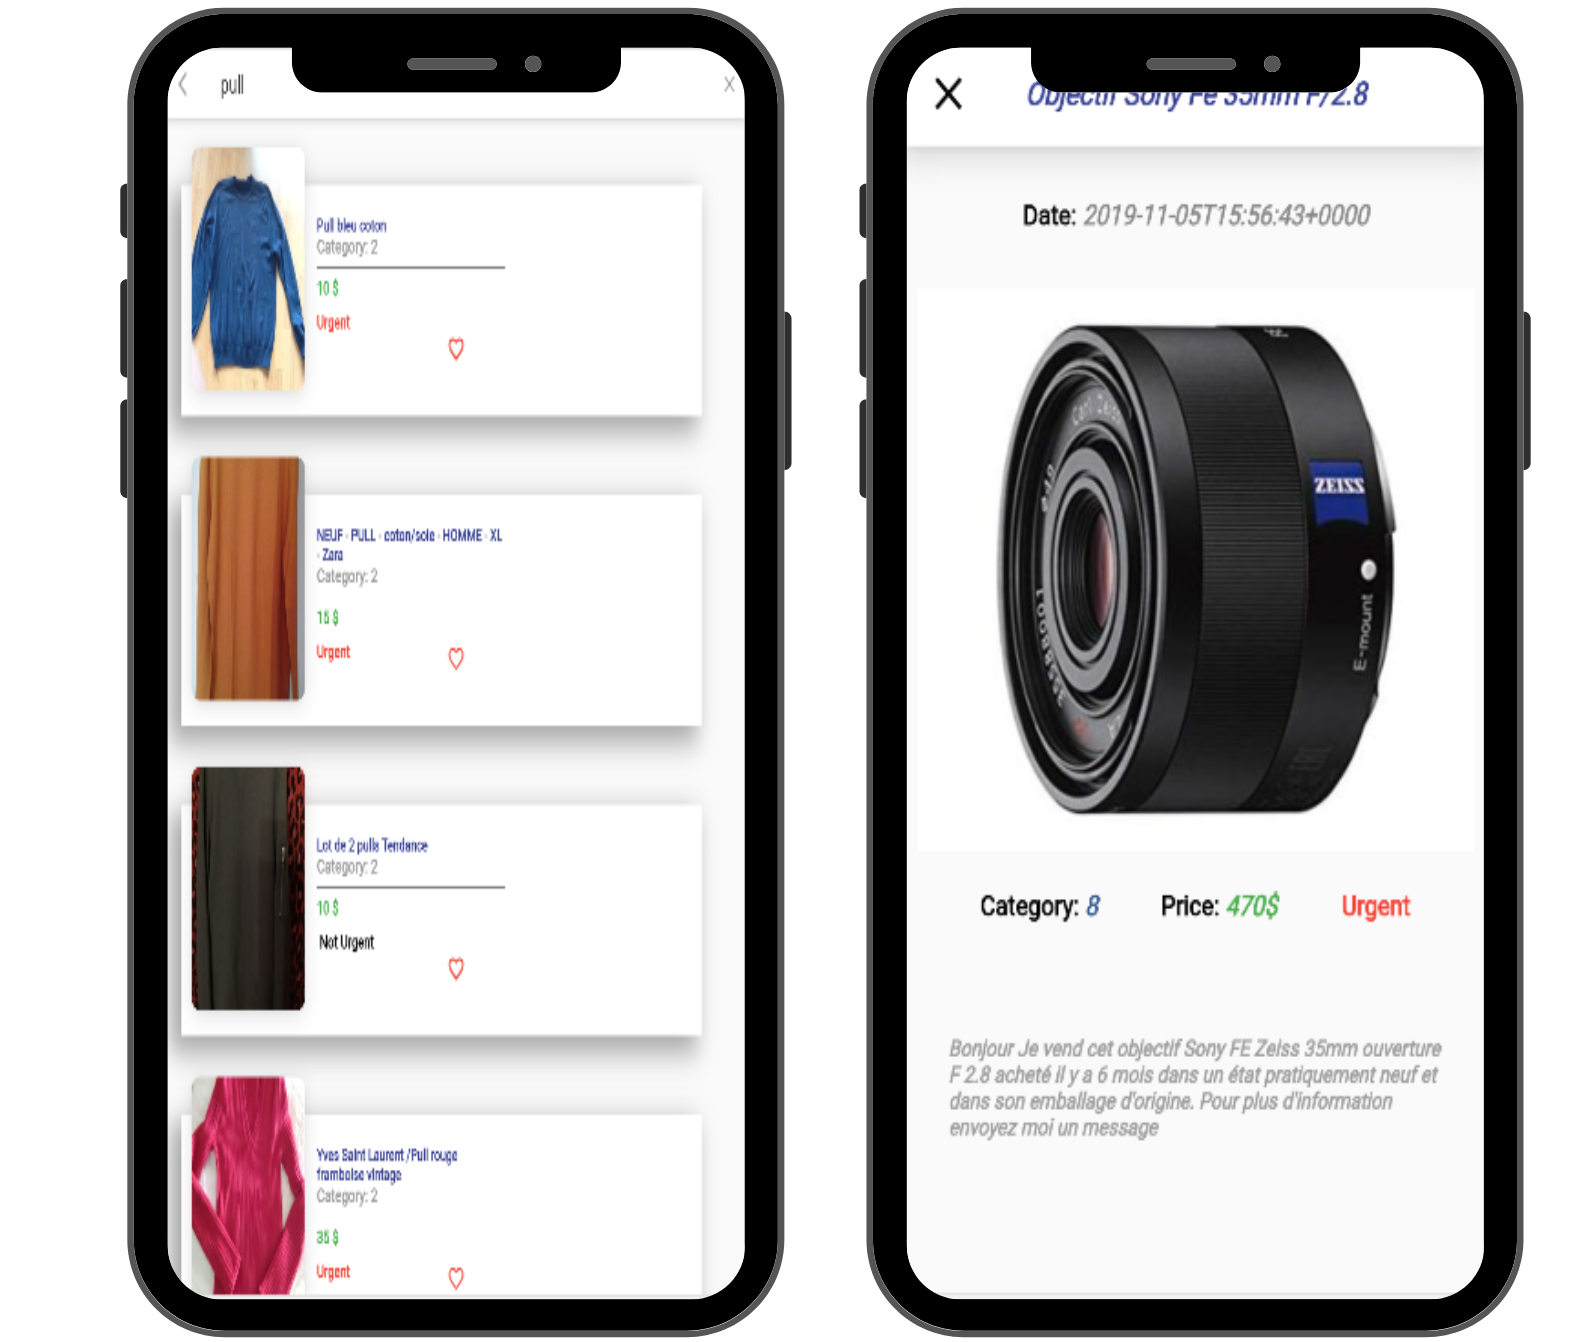 pull
Pull bleu coton
Category: 2
10 $
Urgent
NEUF - PULL - coton/soie - HOMME - XL
- Zara
Category: 2
15 $
Urgent
Lot de 2 pulls Tendance
Category: 2
10 $
Not Urgent
Yves Saint Laurent /Pull rouge
framboise vintage
Category: 2
35 $
Urgent
Objectif Sony Fe 35mm F/2.8
Date: 2019-11-05T15:56:43+0000
Carl Zeiss
ZEISS
E-mount
Category: 8
Price: 470$
Urgent
Bonjour Je vend cet objectif Sony FE Zeiss 35mm ouverture
F 2.8 acheté il y a 6 mois dans un état pratiquement neuf et
dans son emballage d'origine. Pour plus d'information
envoyez moi un message